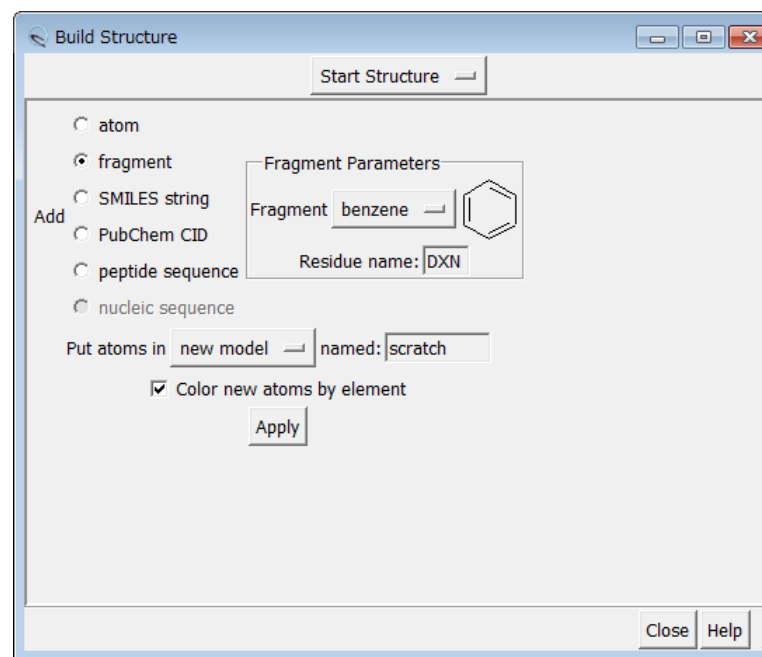 Build Structure
Start Structure
atom
fragment
SMILES string
Add
PubChem CID
peptide sequence
nucleic sequence
Fragment Parameters
Fragment benzene
Residue name: DXN
Put atoms in new model named: scratch
Color new atoms by element
Apply
Close Help